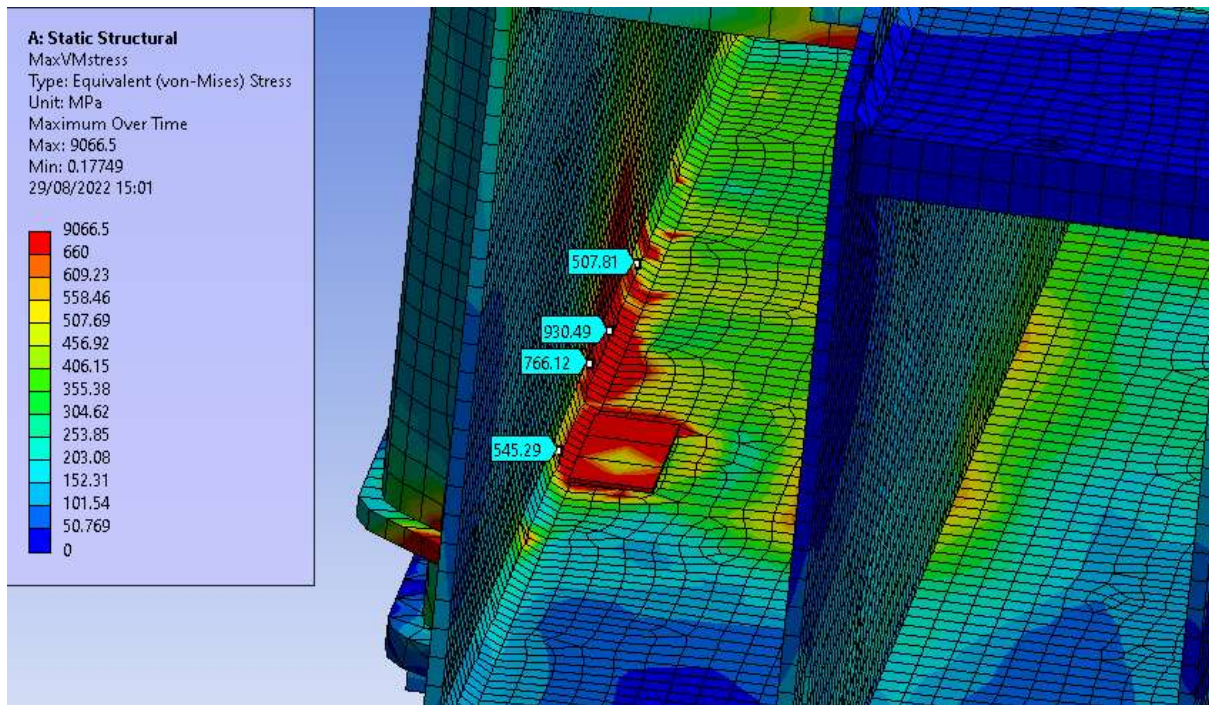 A: Static Structural
MaxVMstress
Type: Equivalent (von-Mises) Stress
Unit: MPa
Maximum Over Time
Max: 9066.5
Min: 0.17749
29/08/2022 15:01
9066.5
660
609.23
558.46
507.69
456.92
406.15
355.38
304.62
253.85
203.08
152.31
101.54
50.769
0
507.81
930.49
766.12
545.29